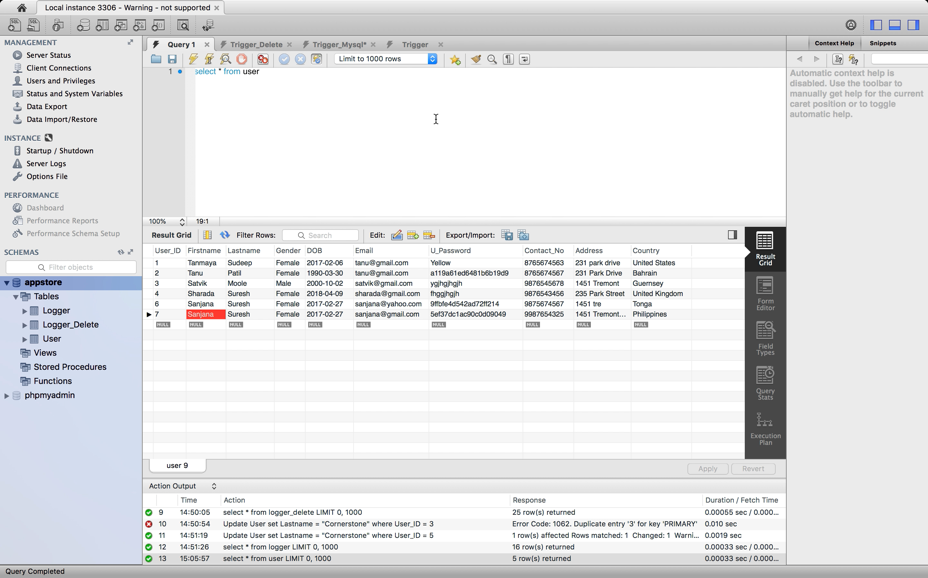 Local instance 3306 - Warning - not supported ×
MANAGEMENT
Server Status
Client Connections
Users and Privileges
Status and System Variables
Data Export
Data Import/Restore
INSTANCE
Startup / Shutdown
Server Logs
Options File
PERFORMANCE
Dashboard
Performance Reports
Performance Schema Setup
SCHEMAS
Filter objects
appstore
Tables
Logger
Logger_Delete
User
Views
Stored Procedures
Functions
phpmyadmin
Query 1 × Trigger_Delete × Trigger_Mysql* × Trigger ×
Limit to 1000 rows
1 select * from user
100% 19:1
Result Grid Filter Rows: Search Edit: Export/Import:
User_ID Firstname Lastname Gender DOB Email U_Password Contact_No Address Country
1 Tanmaya Sudeep Female 2017-02-06 tanu@gmail.com Yellow 8765674563 231 park drive United States
2 Tanu Patil Female 1990-03-30 tanu@gmail.com a119a61ed6481b6b19d9 8765674567 231 Park Drive Bahrain
3 Satvik Moole Male 2000-10-02 satvik@gmail.com ygjhgjhgjh 9876545678 1451 Tremont Guernsey
4 Sharada Suresh Female 2018-04-09 sharada@gmail.com fhggjhgjh 9876543456 235 Park Street United Kingdom
6 Sanjana Suresh Female 2017-02-27 sanjana@yahoo.com 9ffbfe4d542ad72ff214 9876574567 1451 tre Tonga
7 Sanjana Suresh Female 2017-02-27 sanjana@gmail.com 5ef37dc1ac90c0d09049 9987654325 1451 Tremont... Philippines
NULL NULL NULL NULL NULL NULL NULL NULL NULL NULL
Result Grid
Form Editor
Field Types
Query Stats
Execution Plan
user 9
Apply Revert
Action Output
Time Action Response Duration / Fetch Time
9 14:50:05 select * from logger_delete LIMIT 0, 1000 25 row(s) returned 0.00055 sec / 0.000...
10 14:50:54 Update User set Lastname = "Cornerstone" where User_ID = 3 Error Code: 1062. Duplicate entry '3' for key 'PRIMARY' 0.010 sec
11 14:51:19 Update User set Lastname = "Cornerstone" where User_ID = 5 1 row(s) affected Rows matched: 1 Changed: 1 Warni... 0.0019 sec
12 14:51:26 select * from logger LIMIT 0, 1000 16 row(s) returned 0.00033 sec / 0.000...
13 15:05:57 select * from user LIMIT 0, 1000 5 row(s) returned 0.00033 sec / 0.000...
Context Help Snippets
Automatic context help is
disabled. Use the toolbar to
manually get help for the current
caret position or to toggle
automatic help.
Query Completed